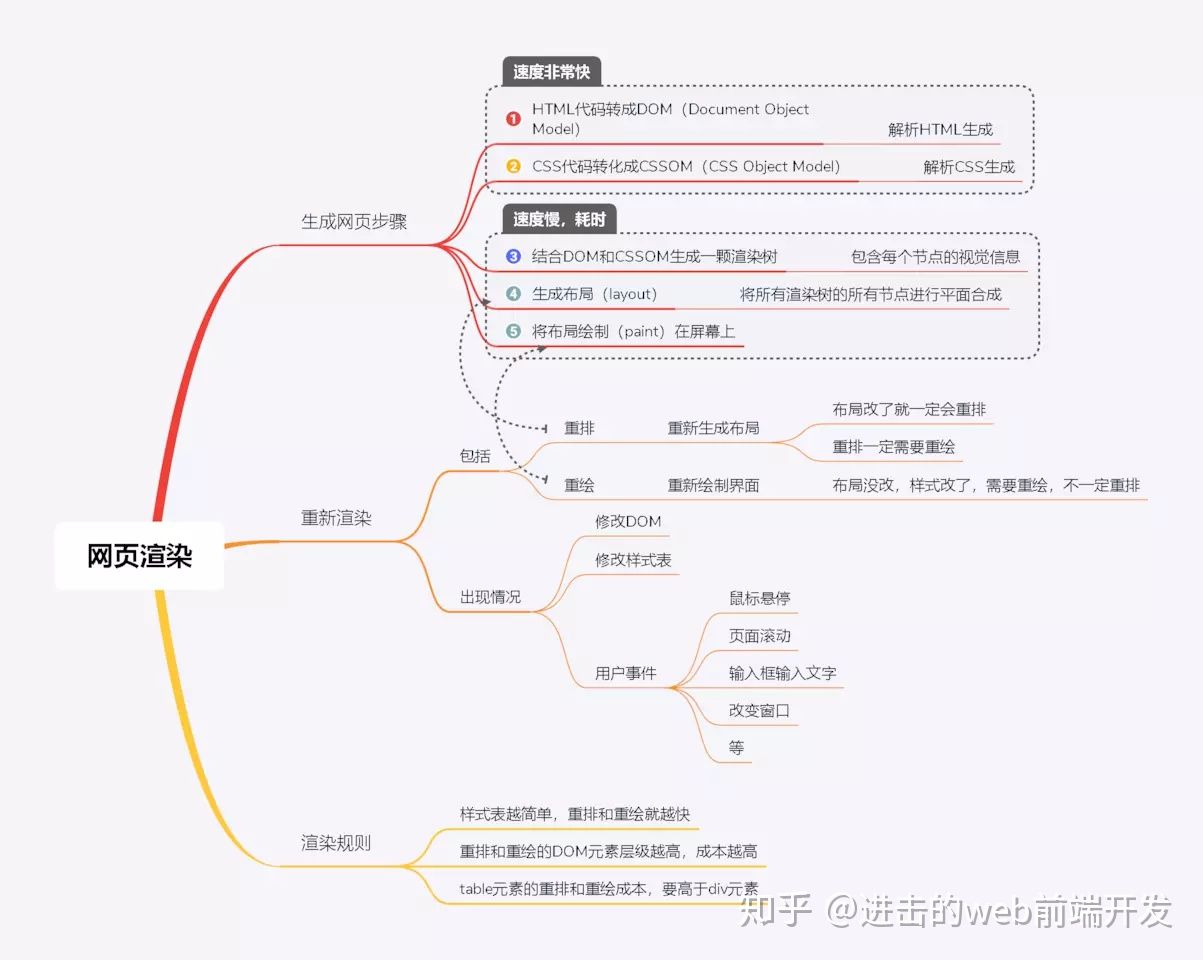 速度非常快
1 HTML代码转成DOM（Document Object
Model）
解析HTML生成
2 CSS代码转化成CSSOM（CSS Object Model）
解析CSS生成
生成网页步骤
速度慢，耗时
3 结合DOM和CSSOM生成一颗渲染树
包含每个节点的视觉信息
4 生成布局（layout）
将所有渲染树的所有节点进行平面合成
5 将布局绘制（paint）在屏幕上
网页渲染
重新渲染
包括
重排
重新生成布局
布局改了就一定会重排
重排一定需要重绘
重绘
重新绘制界面
布局没改，样式改了，需要重绘，不一定重排
出现情况
修改DOM
修改样式表
用户事件
鼠标悬停
页面滚动
输入框输入文字
改变窗口
等
渲染规则
样式表越简单，重排和重绘就越快
重排和重绘的DOM元素层级越高，成本越高
table元素的重排和重绘成本，要高于div元素
知乎 @进击的web前端开发